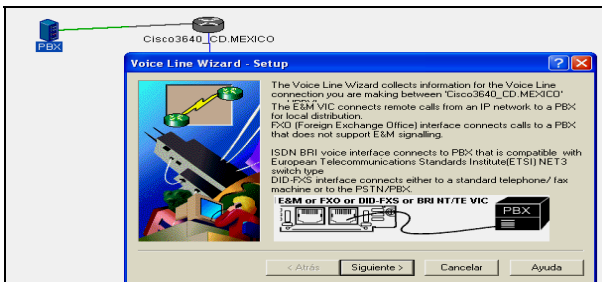 PBX
Cisco3640_CD.MEXICO
Voice Line Wizard - Setup
The Voice Line Wizard collects information for the Voice Line
connection you are making between 'Cisco3640_CD.MEXICO'
The E&M VIC connects remote calls from an IP network to a PBX
for local distribution.
FXO (Foreign Exchange Office) interface connects calls to a PBX
that does not support E&M signalling.
ISDN BRI voice interface connects to PBX that is compatible with
European Telecommunications Standards Institute(ETSI) NET3
switch type
DID-FXS interface connects either to a standard telephone/ fax
machine or to the PSTN/PBX.
E&M or FXO or DID-FXS or BRI NT/TE VIC
PBX
< Atrás
Siguiente >
Cancelar
Ayuda